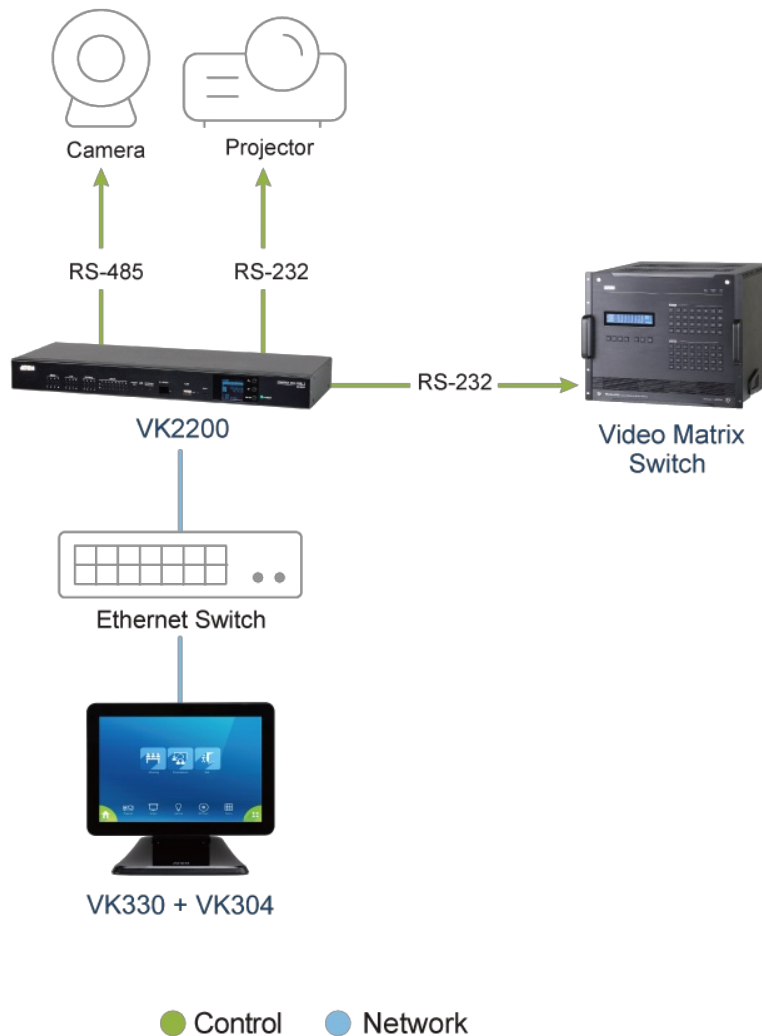 Camera
Projector
RS-485
RS-232
RS-232
VK2200
Video Matrix
Switch
Ethernet Switch
VK330 + VK304
Control
Network